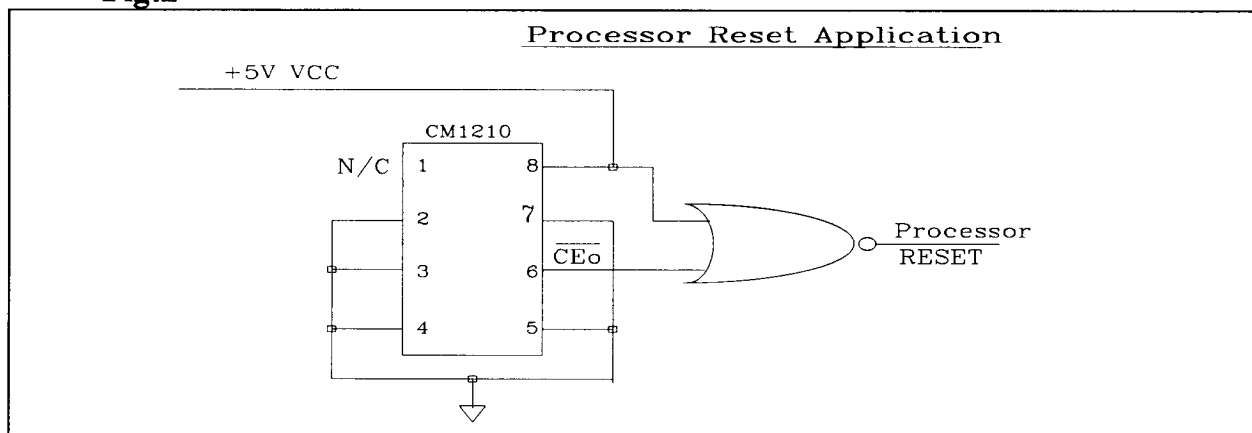 Processor Reset Application
+5V VCC
CM1210
N/C 1 8
2 7
CEo
3 6
4 5
Processor
RESET